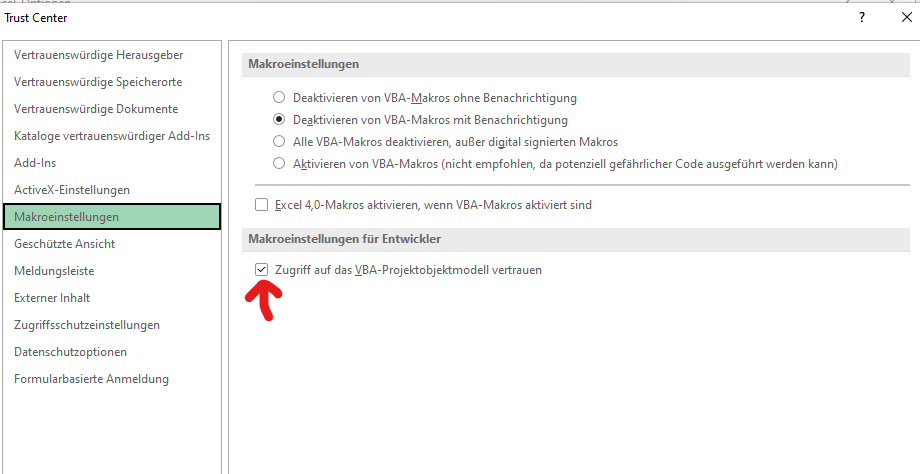 Trust Center
?
Vertrauenswürdige Herausgeber
Vertrauenswürdige Speicherorte
Vertrauenswürdige Dokumente
Kataloge vertrauenswürdiger Add-Ins
Add-Ins
ActiveX-Einstellungen
Makroeinstellungen
Geschützte Ansicht
Meldungsleiste
Externer Inhalt
Zugriffsschutzeinstellungen
Datenschutzoptionen
Formularbasierte Anmeldung
Makroeinstellungen
Deaktivieren von VBA-Makros ohne Benachrichtigung
Deaktivieren von VBA-Makros mit Benachrichtigung
Alle VBA-Makros deaktivieren, außer digital signierten Makros
Aktivieren von VBA-Makros (nicht empfohlen, da potenziell gefährlicher Code ausgeführt werden kann)
Excel 4,0-Makros aktivieren, wenn VBA-Makros aktiviert sind
Makroeinstellungen für Entwickler
Zugriff auf das VBA-Projektobjektmodell vertrauen